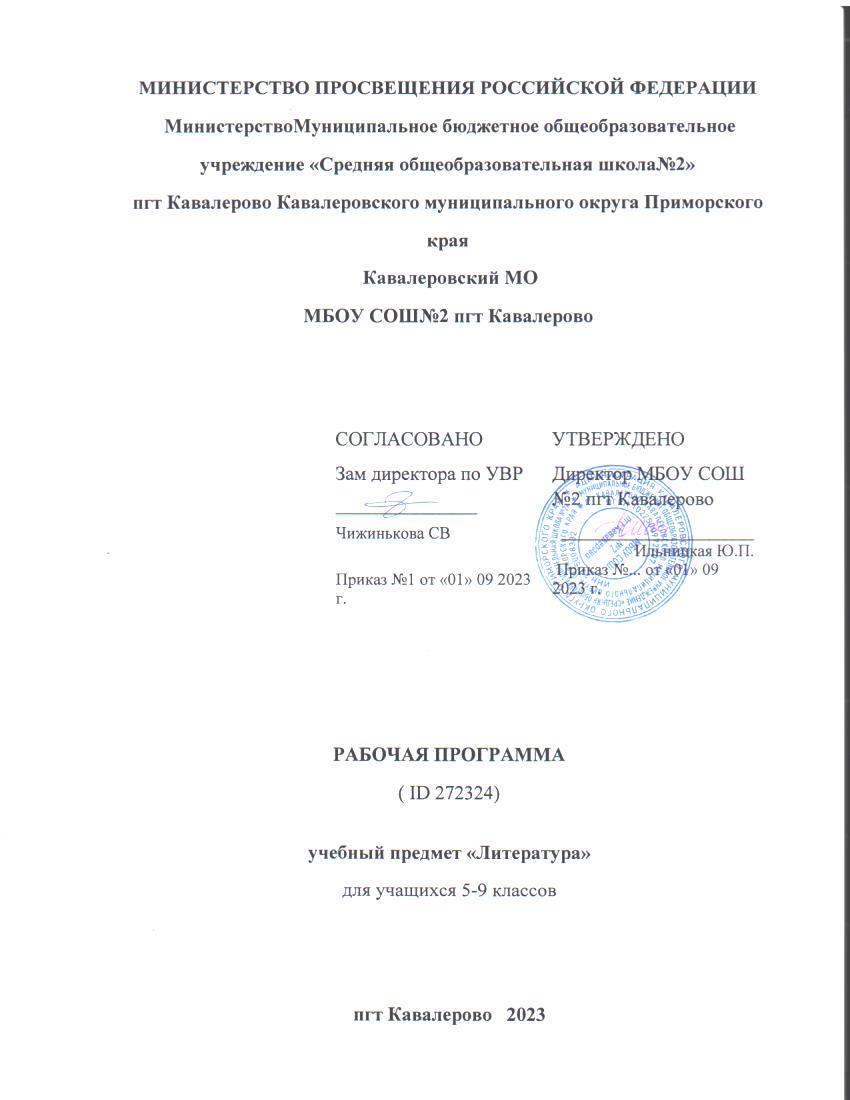 МИНИСТЕРСТВО ПРОСВЕЩЕНИЯ РОССИЙСКОЙ ФЕДЕРАЦИИ
МинистерствоМуниципальное бюджетное общеобразовательное
учреждение «Средняя общеобразовательная школа№2»
пгт Кавалерово Кавалеровского муниципального округа Приморского
края
Кавалеровский МО
МБОУ СОШ№2 пгт Кавалерово
СОГЛАСОВАНО
Зам директора по УВР
Чижинькова СВ
Приказ №1 от «01» 09 2023
г.
УТВЕРЖДЕНО
Директор МБОУ СОШ
№2 пгт Кавалерово
Ильницкая Ю.П.
Приказ №... от «01» 09
2023 г.
РАБОЧАЯ ПРОГРАММА
( ID 272324)
учебный предмет «Литература»
для учащихся 5-9 классов
пгт Кавалерово 2023